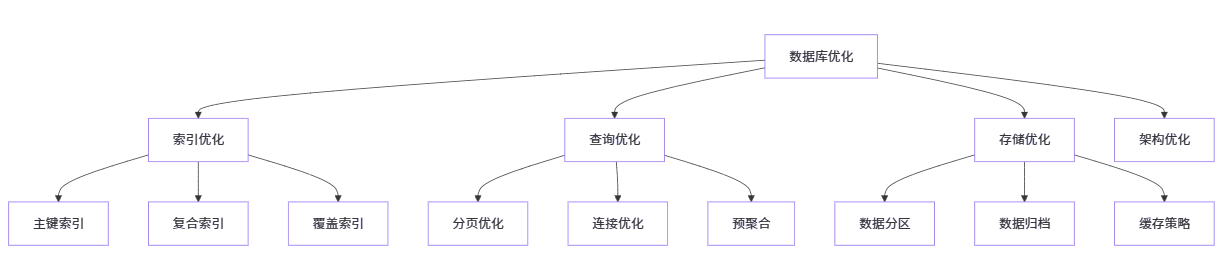 数据库优化
索引优化
查询优化
存储优化
架构优化
主键索引
复合索引
覆盖索引
分页优化
连接优化
预聚合
数据分区
数据归档
缓存策略